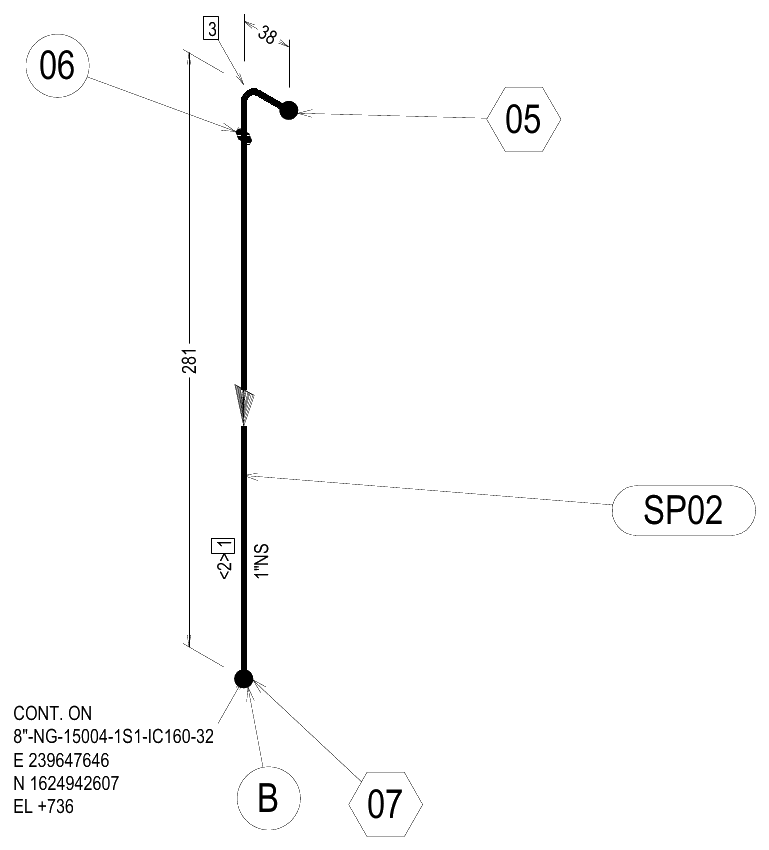 3
38
06
05
281
SP02
<2> 1
1"NS
CONT. ON
8"-NG-15004-1S1-IC160-32
E 239647646
N 1624942607
EL +736
B
07